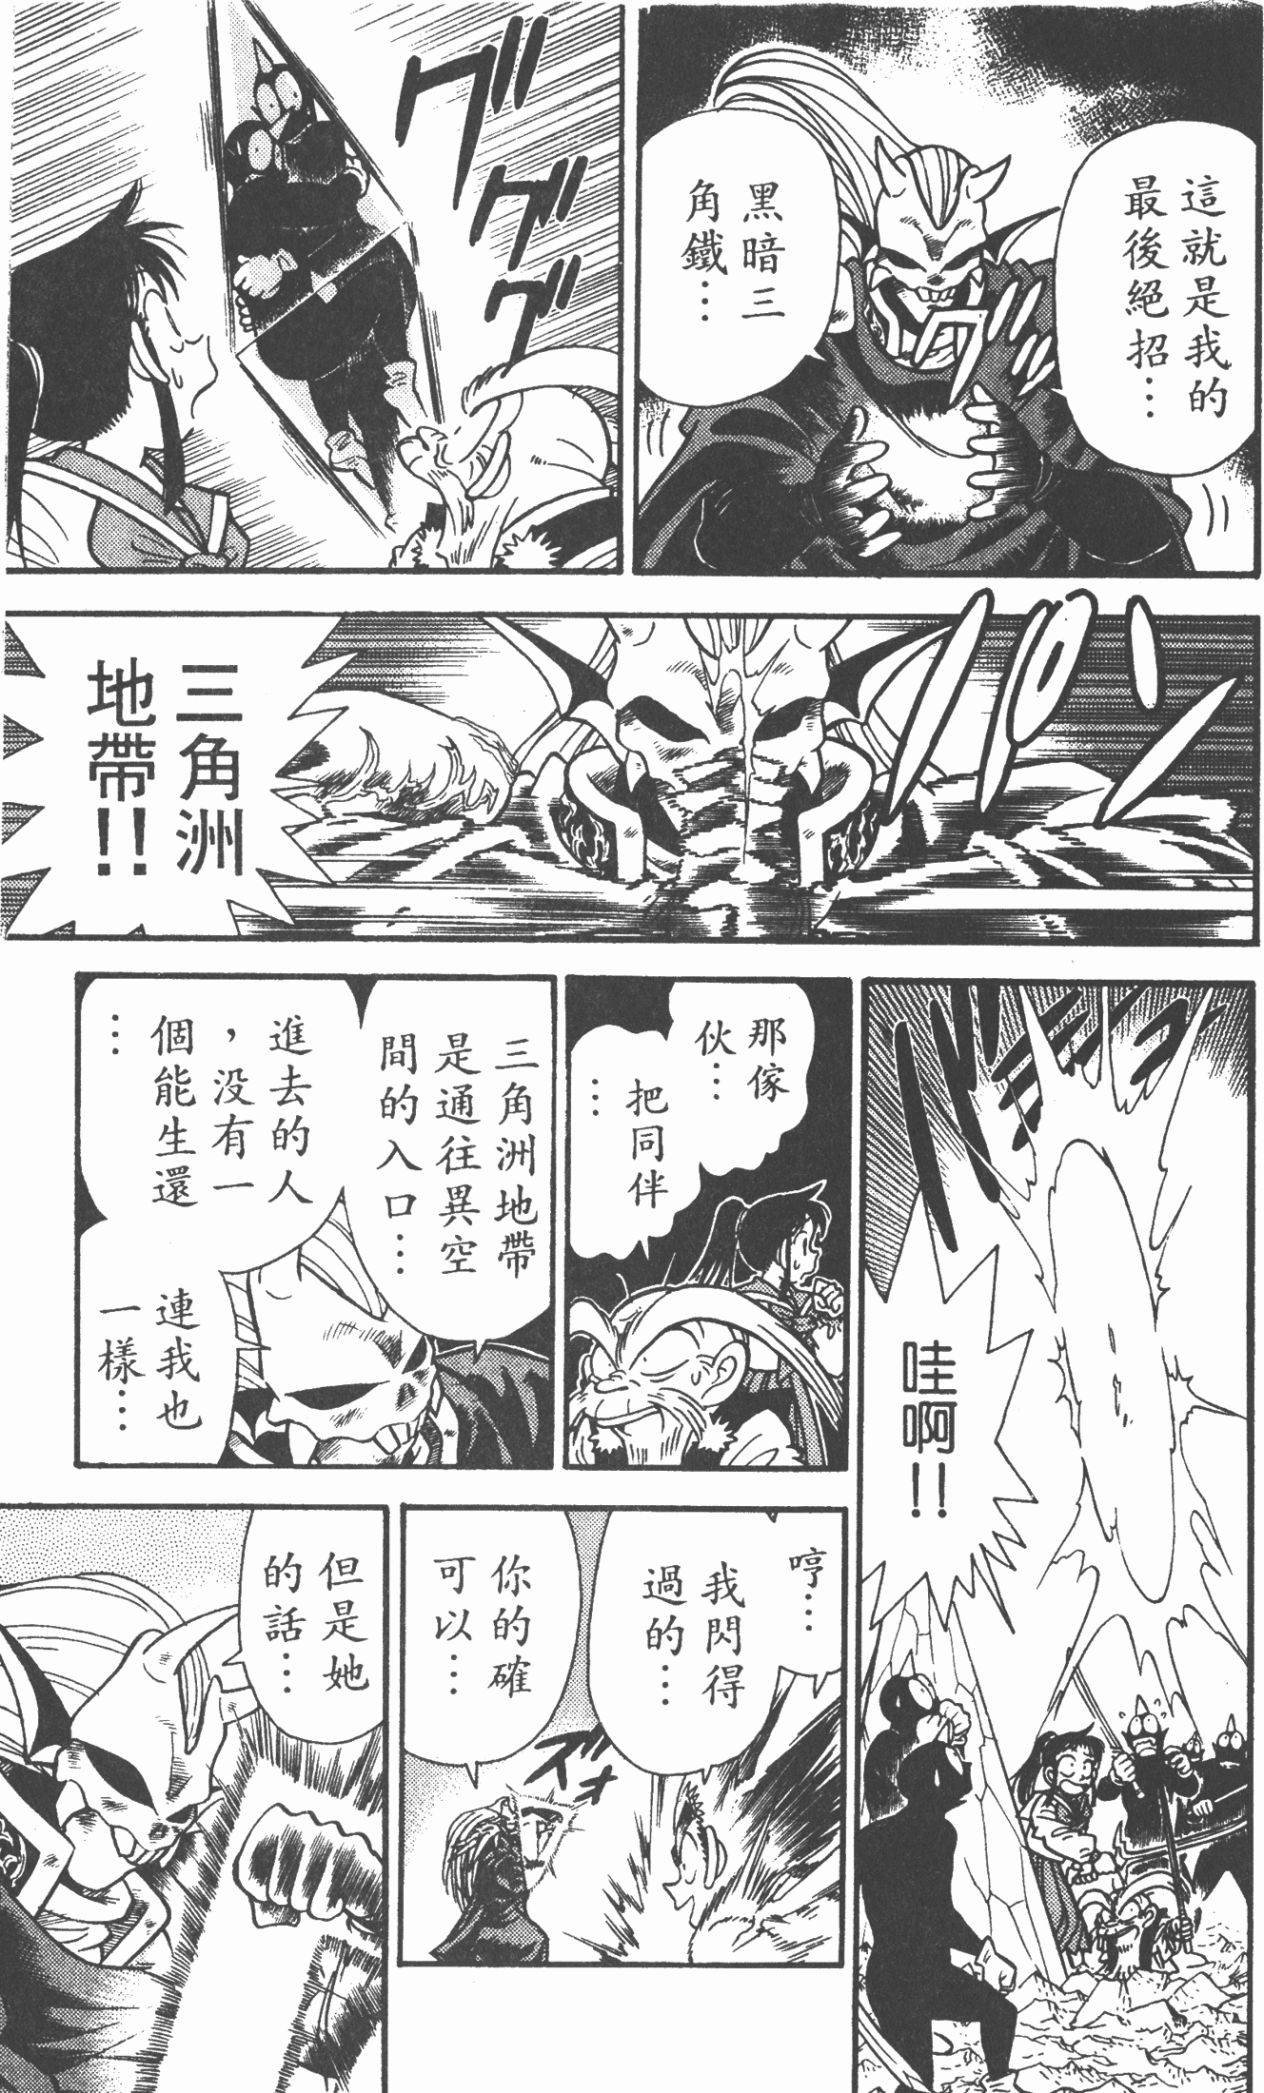 這就是我的
最後絕招…
黑暗三
角鐵…
グ
グググ
三角洲
地帶!!
哇啊!!
那傢
伙…
把同伴
…
三角洲地帶
是通往異空
間的入口…
進去的人
，没有一
個能生還
…
連我也
一樣…
哼…
我閃得
過的…
你的確
可以…
ズオ
但是她
的話…